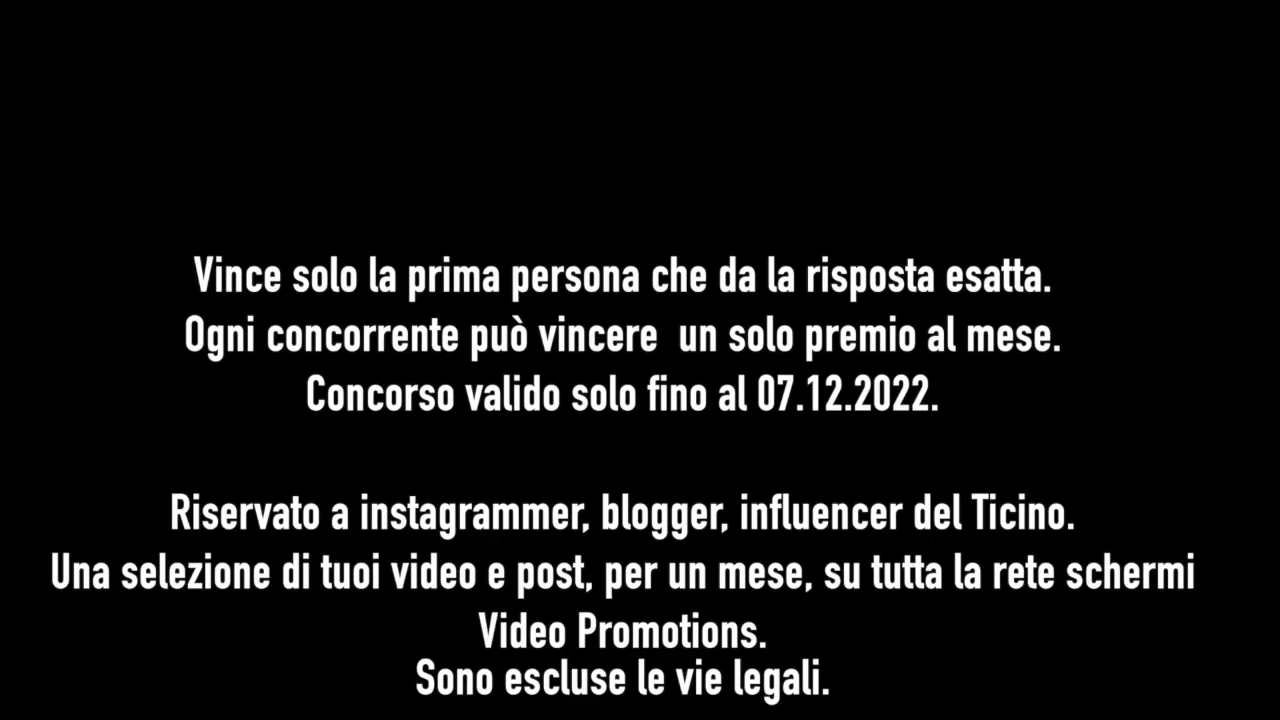 Vince solo la prima persona che da la risposta esatta.
Ogni concorrente può vincere  un solo premio al mese.
Concorso valido solo fino al 07.12.2022.
Riservato a instagrammer, blogger, influencer del Ticino.
Una selezione di tuoi video e post, per un mese, su tutta la rete schermi
Video Promotions.
Sono escluse le vie legali.